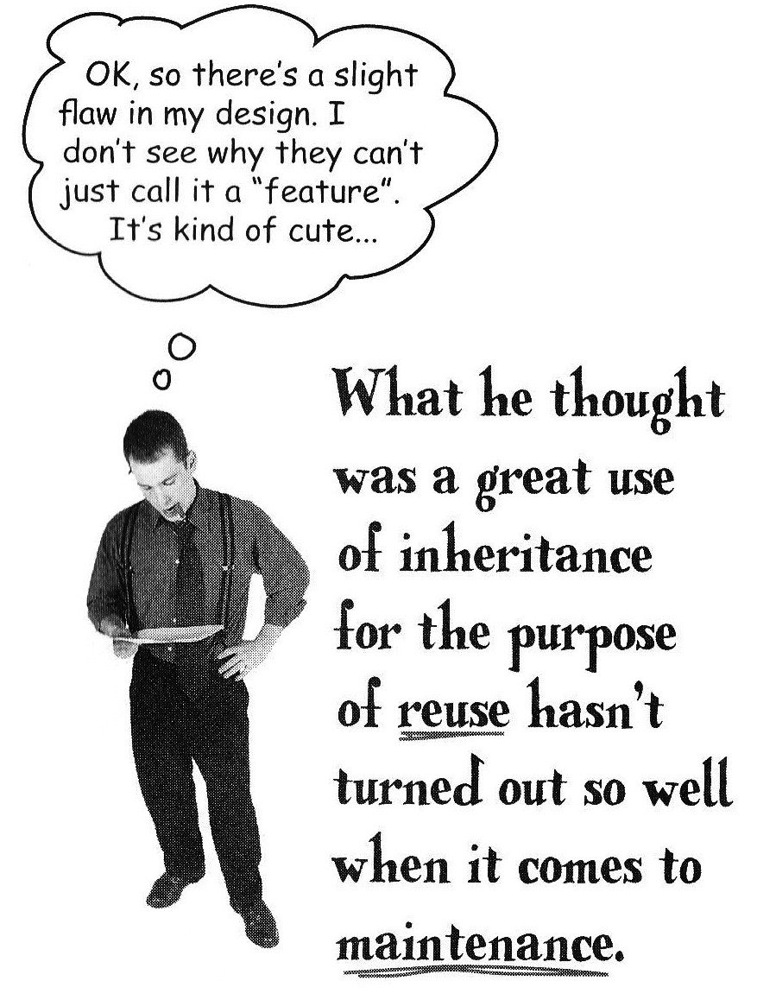 OK, so there's a slight
flaw in my design. I
don't see why they can't
just call it a "feature".
It's kind of cute...
What he thought
was a great use
of inheritance
for the purpose
of reuse hasn't
turned out so well
when it comes to
maintenance.